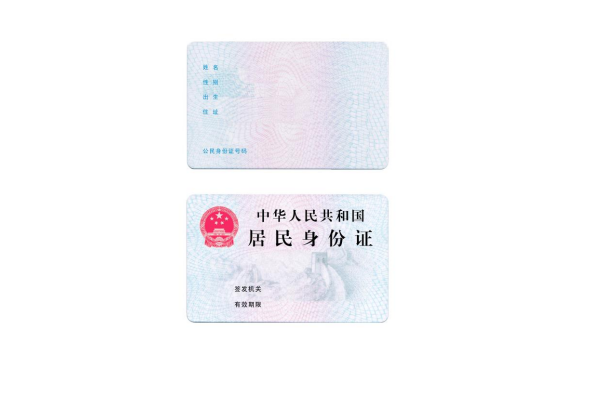 姓 名
性 别
出 生
住 址
公民身份证号码
中华人民共和国
居民身份证
签发机关
有效期限